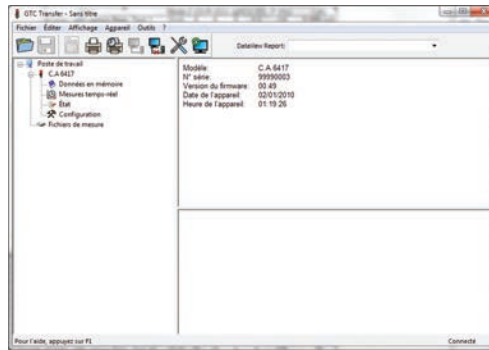 GTC Transfer - Sans titre
Fichier Éditer Affichage Appareil Outils ?
DataView Report:
Poste de travail
C.A 6417
Données en mémoire
Mesures temps-réel
État
Configuration
Fichiers de mesure
Modèle: C.A 6417
N° série: 99990003
Version du firmware: 00.49
Date de l'appareil: 02/01/2010
Heure de l'appareil: 01:19:26
Pour l'aide, appuyez sur F1
Connecté